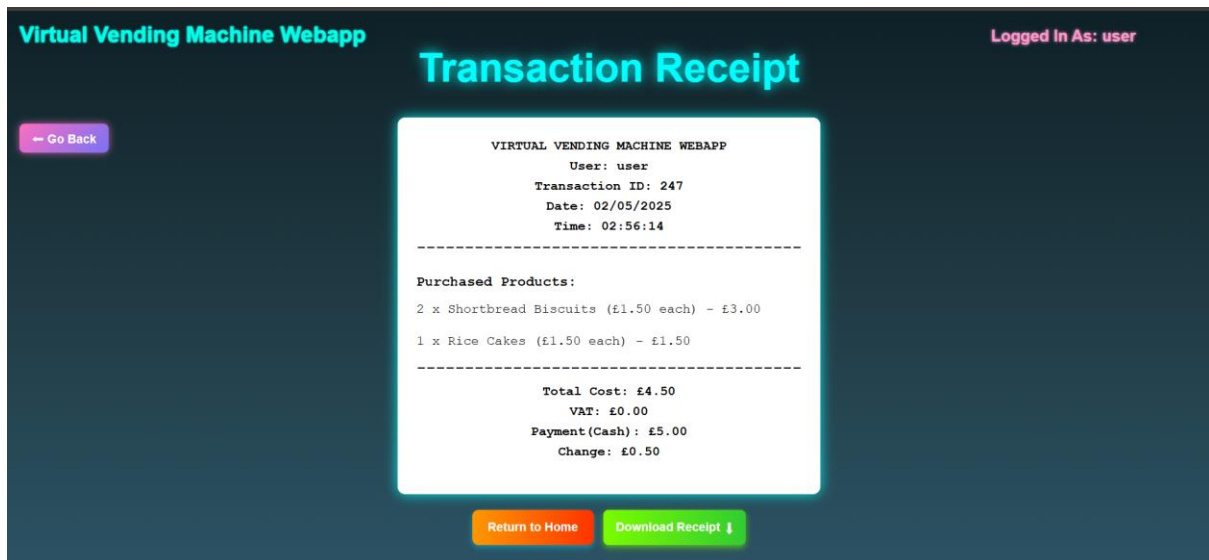 Virtual Vending Machine Webapp
Logged In As: user
Transaction Receipt
← Go Back
VIRTUAL VENDING MACHINE WEBAPP
User: user
Transaction ID: 247
Date: 02/05/2025
Time: 02:56:14
----------------------------------------
Purchased Products:
2 x Shortbread Biscuits (£1.50 each) - £3.00
1 x Rice Cakes (£1.50 each) - £1.50
----------------------------------------
Total Cost: £4.50
VAT: £0.00
Payment(Cash): £5.00
Change: £0.50
Return to Home
Download Receipt ⬇